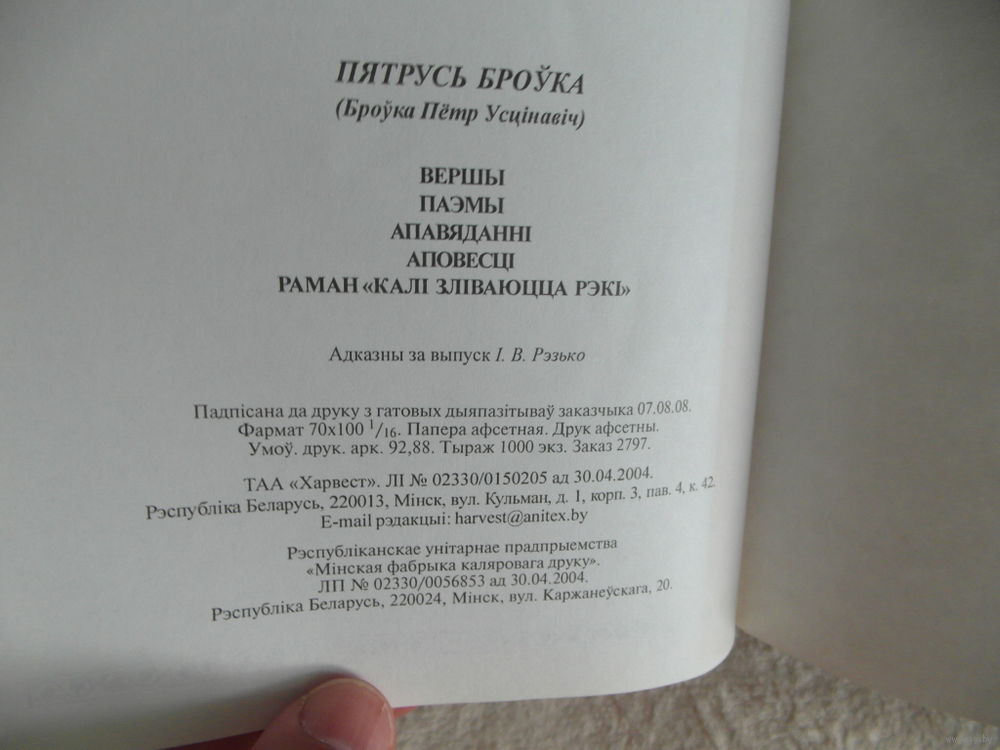 ПЯТРУСЬ БРОЎКА
(Броўка Пётр Усцінавіч)
ВЕРШЫ
ПАЭМЫ
АПАВЯДАННІ
АПОВЕСЦІ
РАМАН «КАЛІ ЗЛІВАЮЦЦА РЭКІ»
Адказны за выпуск І. В. Рэзько
Падпісана да друку з гатовых дыяпазітываў заказчыка 07.08.08.
Фармат 70х100 1/16. Папера афсетная. Друк афсетны.
Умоў. друк. арк. 92,88. Тыраж 1000 экз. Заказ 2797.
ТАА «Харвест». ЛІ № 02330/0150205 ад 30.04.2004.
Рэспубліка Беларусь, 220013, Мінск, вул. Кульман, д. 1, корп. 3, пав. 4, к. 42.
E-mail рэдакцыі: harvest@anitex.by
Рэспубліканскае унітарнае прадпрыемства
«Мінская фабрыка каляровага друку».
ЛП № 02330/0056853 ад 30.04.2004.
Рэспубліка Беларусь, 220024, Мінск, вул. Каржанеўскага, 20.